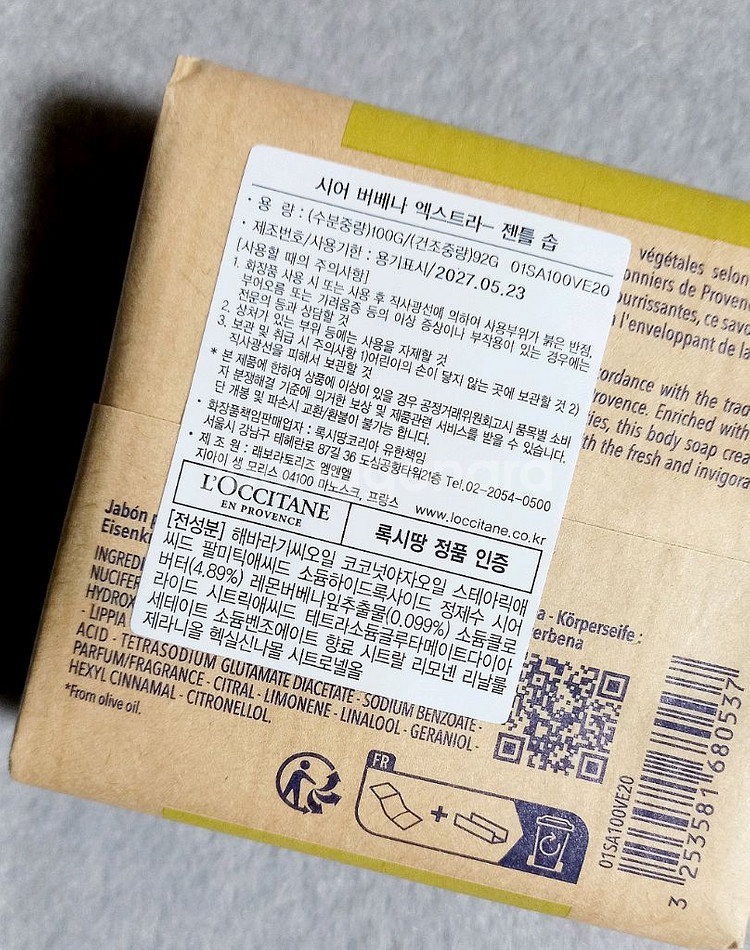 시어 버베나 엑스트라- 젠틀 솝
· 용 량 : (수분중량)100G/(건조중량)92G 01SA100VE20
· 제조번호/사용기한 : 용기표시/2027.05.23
[사용할 때의 주의사항]
1. 화장품 사용 시 또는 사용 후 직사광선에 의하여 사용부위가 붉은 반점,
부어오름 또는 가려움증 등의 이상 증상이나 부작용이 있는 경우에는
전문의 등과 상담할 것
2. 상처가 있는 부위 등에는 사용을 자제할 것
3. 보관 및 취급 시 주의사항 1)어린이의 손이 닿지 않는 곳에 보관할 것 2)
직사광선을 피해서 보관할 것
* 본 제품에 한하여 상품에 이상이 있을 경우 공정거래위원회고시 품목별 소비
자 분쟁해결 기준에 의거한 보상 및 제품관련 서비스를 받을 수 있습니다.
단 개봉 및 파손시 교환/환불이 불가능 합니다.
· 화장품책임판매업자 : 록시땅코리아 유한책임
서울시 강남구 테헤란로 87길 36 도심공항타워21층 Tel.02-2054-0500
· 제 조 원 : 래보라토리즈 엠앤엘
지아이 생 모리스 04100 마노스크, 프랑스 www.loccitane.co.kr
L'OCCITANE
EN PROVENCE
록시땅 정품 인증
[전성분] 해바라기씨오일 코코넛야자오일 스테아릭애
씨드 팔미틱애씨드 소듐하이드록사이드 정제수 시어
버터(4.89%) 레몬버베나잎추출물(0.099%) 소듐클로
라이드 시트릭애씨드 테트라소듐글루타메이트다이아
세테이트 소듐벤조에이트 향료 시트랄 리모넨 리날룰
제라니올 헥실신나몰 시트로넬올
végétales selon
onniers de Proven
ourrissantes, ce savo
l'enveloppant de la
ordance with the trad
rovence. Enriched with
ies, this body soap crea
th the fresh and invigora
Jabón
Eisenki
- Körperseife :
erbena
INGREDI
NUCIFER
HYDROX
- LIPPIA
ACID - TETRASODIUM GLUTAMATE DIACETATE - SODIUM BENZOATE -
PARFUM/FRAGRANCE - CITRAL - LIMONENE - LINALOOL - GERANIOL -
HEXYL CINNAMAL - CITRONELLOL.
*From olive oil.
FR
01SA100VE20
3 253581 680537